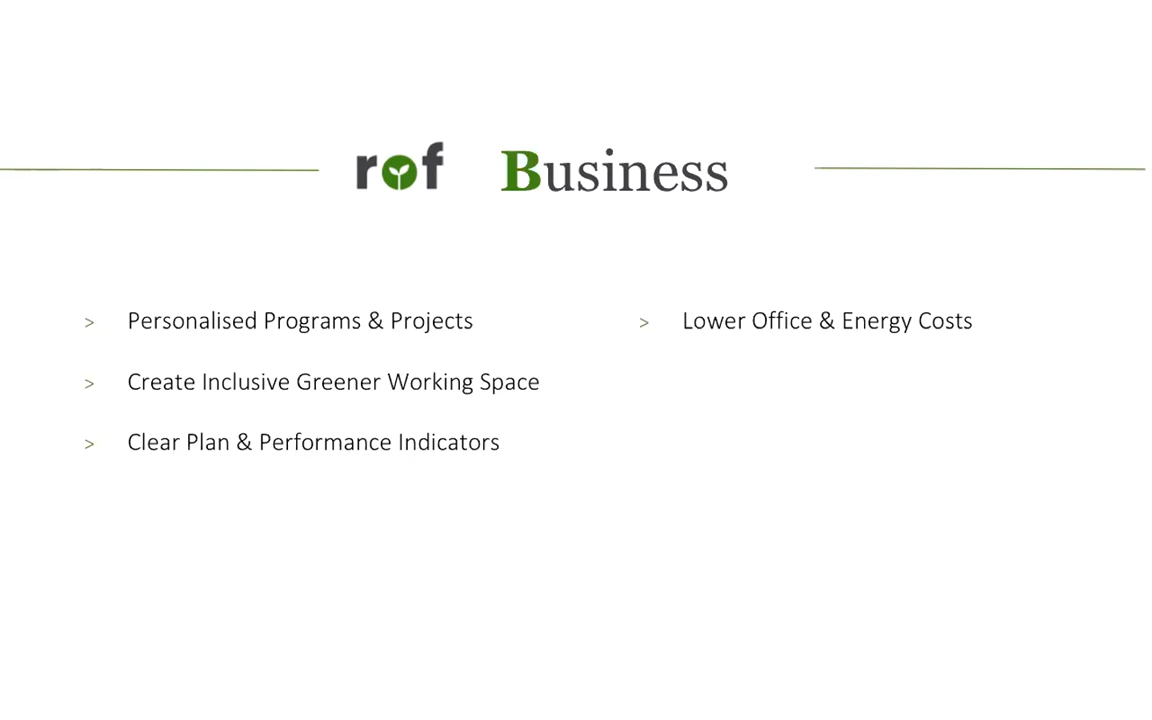 rof Business
> Personalised Programs & Projects
> Create Inclusive Greener Working Space
> Clear Plan & Performance Indicators
> Lower Office & Energy Costs